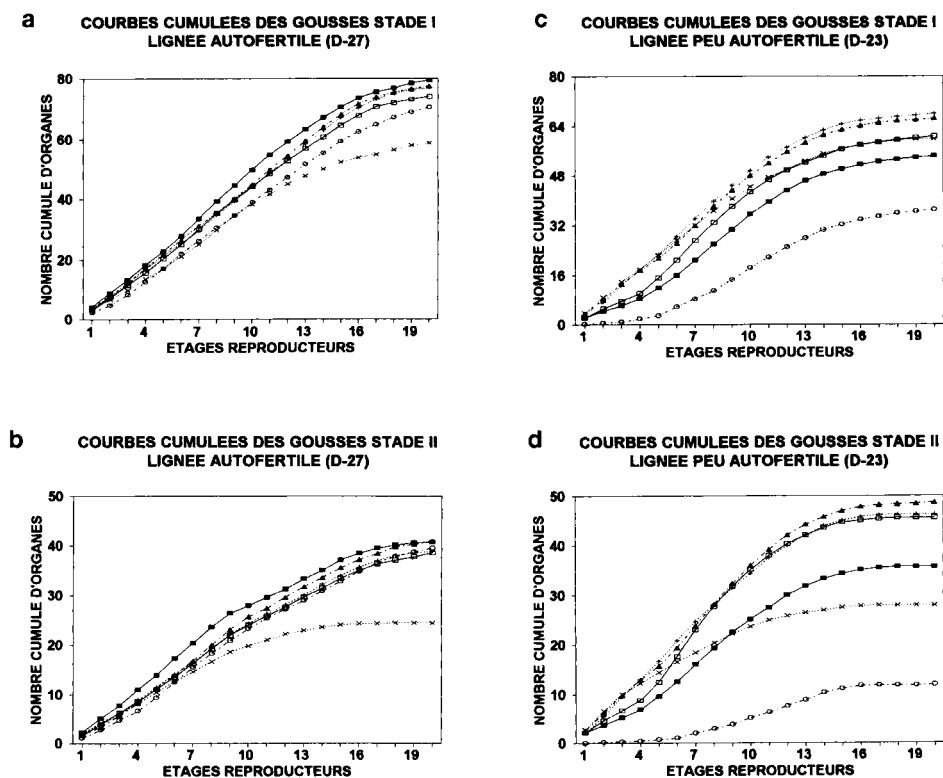 a
COURBES CUMULEES DES GOUSSES STADE I
LIGNEE AUTOFERTILE (D-27)
NOMBRE CUMULE D'ORGANES
80
60
40
20
0
1 4 7 10 13 16 19
ETAGES REPRODUCTEURS
b
COURBES CUMULEES DES GOUSSES STADE II
LIGNEE AUTOFERTILE (D-27)
NOMBRE CUMULE D'ORGANES
50
40
30
20
10
0
1 4 7 10 13 16 19
ETAGES REPRODUCTEURS
c
COURBES CUMULEES DES GOUSSES STADE I
LIGNEE PEU AUTOFERTILE (D-23)
NOMBRE CUMULE D'ORGANES
80
64
48
32
16
0
1 4 7 10 13 16 19
ETAGES REPRODUCTEURS
d
COURBES CUMULEES DES GOUSSES STADE II
LIGNEE PEU AUTOFERTILE (D-23)
NOMBRE CUMULE D'ORGANES
50
40
30
20
10
0
1 4 7 10 13 16 19
ETAGES REPRODUCTEURS